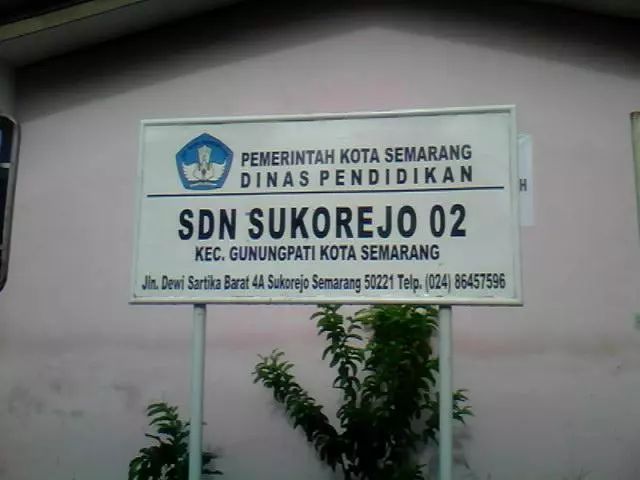 PEMERINTAH KOTA SEMARANG
DINAS PENDIDIKAN
SDN SUKOREJO 02
KEC. GUNUNGPATI KOTA SEMARANG
Jln. Dewi Sartika Barat 4A Sukorejo Semarang 50221 Telp. (024) 86457596
H